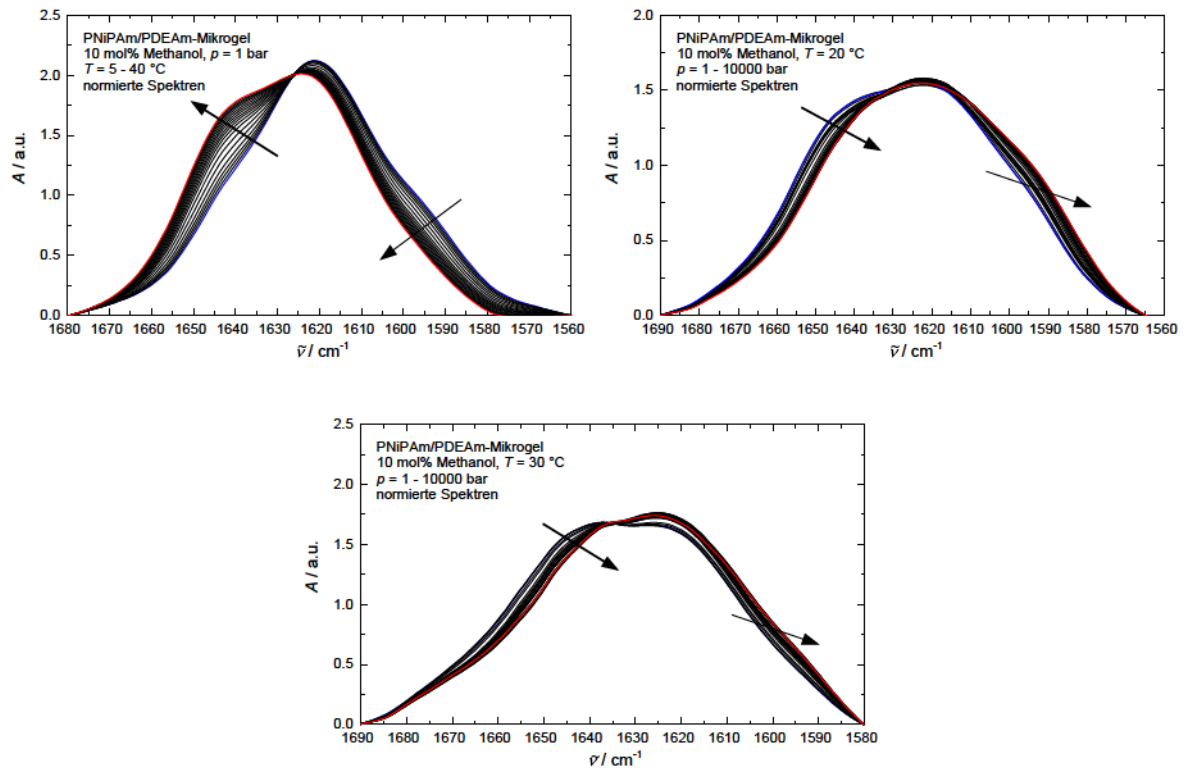 PNiPAm/PDEAm-Mikrogel
10 mol% Methanol, p = 1 bar
T = 5 - 40 °C
normierte Spektren
A / a.u.
2.5
2.0
1.5
1.0
0.5
0.0
1680 1670 1660 1650 1640 1630 1620 1610 1600 1590 1580 1570 1560
ṽ / cm-1
PNiPAm/PDEAm-Mikrogel
10 mol% Methanol, T = 20 °C
p = 1 - 10000 bar
normierte Spektren
A / a.u.
2.0
1.5
1.0
0.5
0.0
1690 1680 1670 1660 1650 1640 1630 1620 1610 1600 1590 1580 1570 1560
ṽ / cm-1
PNiPAm/PDEAm-Mikrogel
10 mol% Methanol, T = 30 °C
p = 1 - 10000 bar
normierte Spektren
A / a.u.
2.5
2.0
1.5
1.0
0.5
0.0
1690 1680 1670 1660 1650 1640 1630 1620 1610 1600 1590 1580
ṽ / cm-1